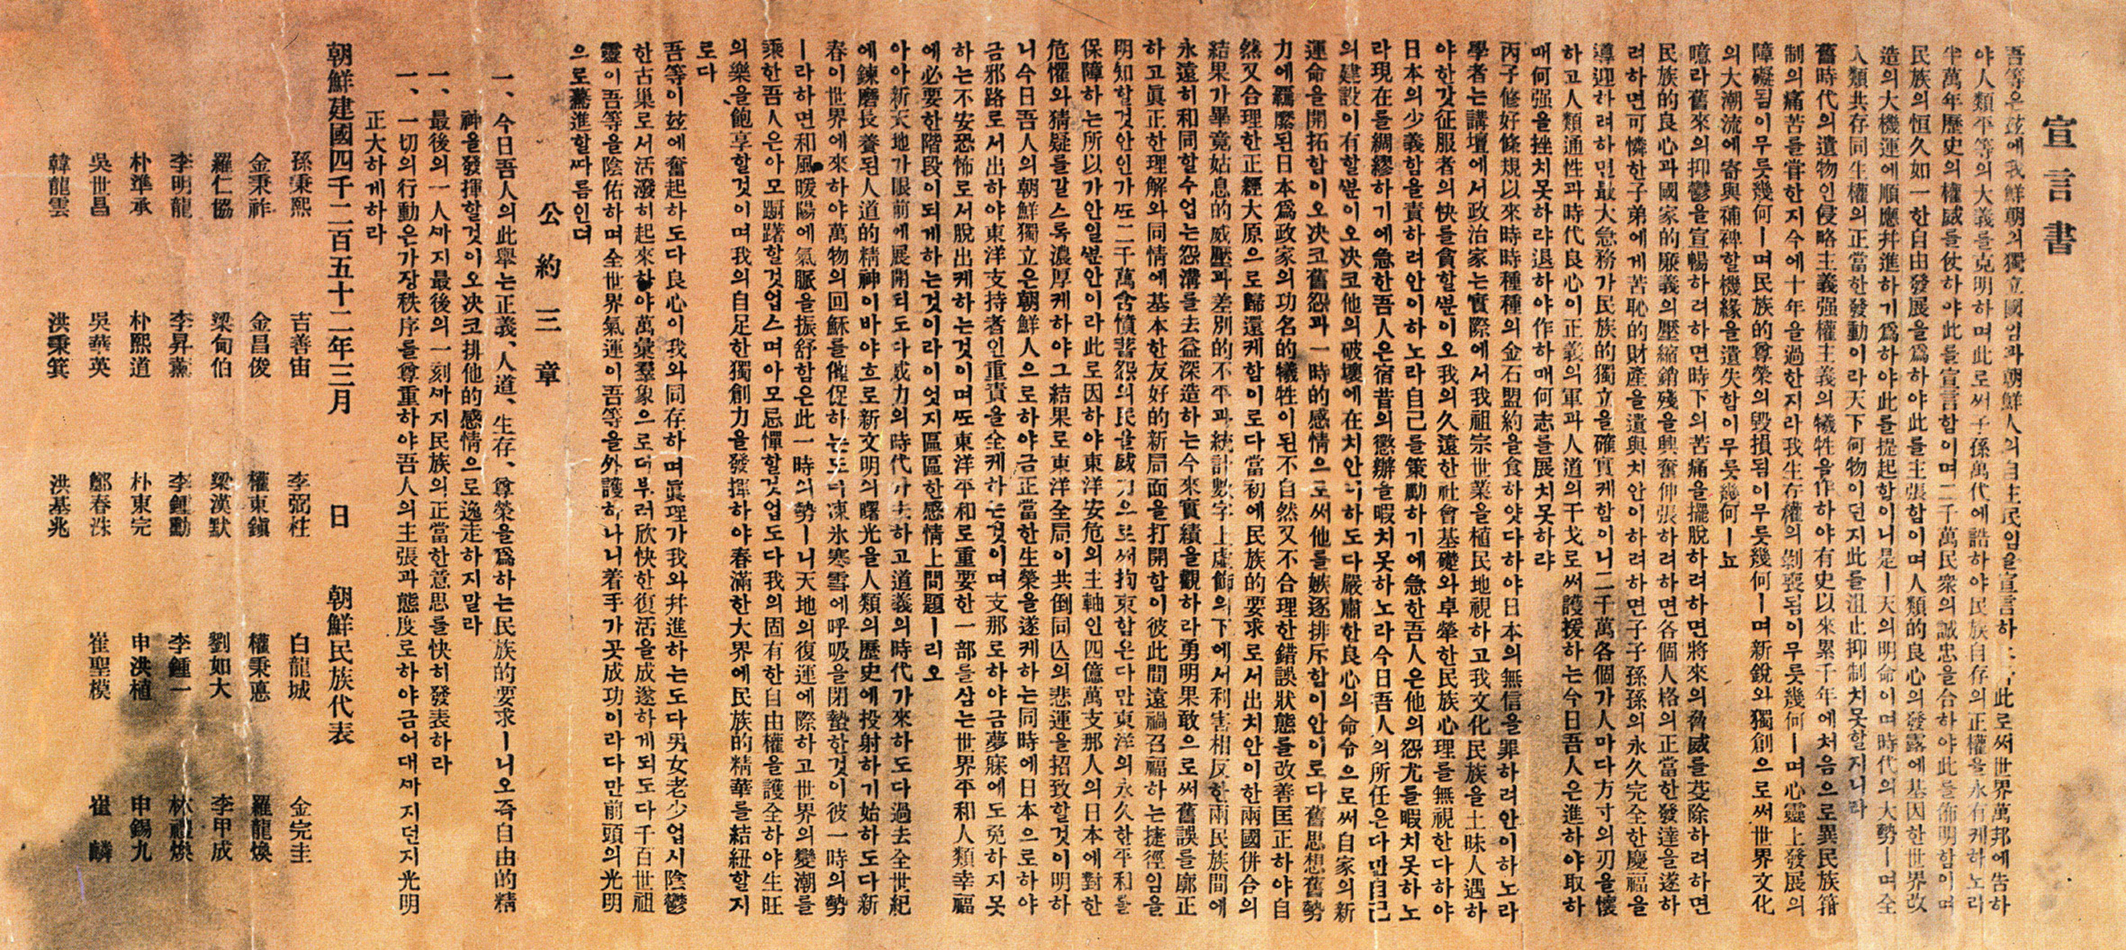 宣言書
吾等은玆에我鮮朝의獨立國임과朝鮮人의自主民임을宣言하노라此로써世界萬邦에告하
야人類平等의大義를克明하며此로써子孫萬代에誥하야民族自存의正權을永有케하노라
半萬年歷史의權威를仗하야此를宣言함이며二千萬民衆의誠忠을合하야此를佈明함이며
民族의恒久如一한自由發展을爲하야此를主張함이며人類的良心의發露에基因한世界改
造의大機運에順應幷進하기爲하야此를提起함이니是ㅣ天의明命이며時代의大勢ㅣ며全
人類共存同生權의正當한發動이라天下何物이던지此를沮止抑制치못할지니라
舊時代의遺物인侵略主義强權主義의犧牲을作하야有史以來累千年에처음으로異民族箝
制의痛苦를嘗한지今에十年을過한지라我生存權의剝喪됨이무릇幾何ㅣ며心靈上發展의
障礙됨이무릇幾何ㅣ며民族的尊榮의毁損됨이무릇幾何ㅣ며新銳와獨創으로써世界文化
의大潮流에寄與補裨할機緣을遺失함이무릇幾何ㅣ뇨
噫라舊來의抑鬱을宣暢하려하면時下의苦痛을擺脫하려하면將來의脅威를芟除하려하면
民族的良心과國家的廉義의壓縮銷殘을興奮伸張하려하면各個人格의正當한發達을遂하
려하면可憐한子弟에게苦恥的財產을遺與치안이하려하면子子孫孫의永久完全한慶福을
導迎하려하면最大急務가民族的獨立을確實케함이니二千萬各個가人마다方寸의刃을懷
하고人類通性과時代良心이正義의軍과人道의干戈로써護援하는今日吾人은進하야取하
매何强을挫치못하랴退하야作하매何志를展치못하랴
丙子修好條規以來時時種種의金石盟約을食하얏다하야日本의無信을罪하려안이하노라
學者는講壇에서政治家는實際에서我祖宗世業을植民地視하고我文化民族을土昧人遇하
야한갓征服者의快를貪할ᄲᅮᆫ이오我의久遠한社會基礎와卓犖한民族心理를無視한다하야
日本의少義함을責하려안이하노라自己를策勵하기에急한吾人은他의怨尤를暇치못하노
라現在를綢繆하기에急한吾人은宿昔의懲辦을暇치못하노라今日吾人의所任은다만自己
의建設이有할ᄲᅮᆫ이오決코他의破壞에在치안이하도다嚴肅한良心의命令으로써自家의新
運命을開拓함이오決코舊怨과一時的感情으로써他를嫉逐排斥함이안이로다舊思想舊勢
力에羈縻된日本爲政家의功名的犧牲이된不自然又不合理한錯誤狀態를改善匡正하야自
然又合理한正經大原으로歸還케함이로다當初에民族的要求로서出치안이한兩國併合의
結果가畢竟姑息的威壓과差別的不平과統計數字上虛飾의下에서利害相反한兩民族間에
永遠히和同할수업는怨溝를去益深造하는今來實績을觀하라勇明果敢으로써舊誤를廓正
하고眞正한理解와同情에基本한友好的新局面을打開함이彼此間遠禍召福하는捷徑임을
明知할것안인가ᄯᅩ二千萬含憤蓄怨의民을威力으로써拘束함은다만東洋의永久한平和를
保障하는所以가안일ᄲᅮᆫ안이라此로因하야東洋安危의主軸인四億萬支那人의日本에對한
危懼와猜疑를갈스록濃厚케하야그結果로東洋全局이共倒同亡의悲運을招致할것이明하
니今日吾人의朝鮮獨立은朝鮮人으로하야금正當한生榮을遂케하는同時에日本으로하야
금邪路로서出하야東洋支持者인重責을全케하는것이며支那로하야금夢寐에도免하지못
하는不安恐怖로서脫出케하는것이며ᄯᅩ東洋平和로重要한一部를삼는世界平和人類幸福
에必要한階段이되게하는것이라이엇지區區한感情上問題ㅣ리오
아아新天地가眼前에展開되도다威力의時代가去하고道義의時代가來하도다過去全世紀
에鍊磨長養된人道的精神이바야흐로新文明의曙光을人類의歷史에投射하기始하도다新
春이世界에來하야萬物의回蘇를催促하는도다凍氷寒雪에呼吸을閉蟄한것이彼一時의勢
ㅣ라하면和風暖陽에氣脈을振舒함은此一時의勢ㅣ니天地의復運에際하고世界의變潮를
乘한吾人은아모躕躇할것업스며아모忌憚할것업도다我의固有한自由權을護全하야生旺
의樂을飽享할것이며我의自足한獨創力을發揮하야春滿한大界에民族的精華를結紐할지
로다
吾等이玆에奮起하도다良心이我와同存하며眞理가我와幷進하는도다男女老少업시陰鬱
한古巢로서活潑히起來하야萬彙羣象으로더부러欣快한復活을成遂하게되도다千百世祖
靈이吾等을陰佑하며全世界氣運이吾等을外護하나니着手가곳成功이라다만前頭의光明
으로驀進할ᄯᅡ름인뎌
公約三章
一、今日吾人의此擧는正義、人道、生存、尊榮을爲하는民族的要求ㅣ니오즉自由的精
神을發揮할것이오決코排他的感情으로逸走하지말라
一、最後의一人ᄭᅡ지最後의一刻ᄭᅡ지民族의正當한意思를快히發表하라
一、一切의行動은가장秩序를尊重하야吾人의主張과態度로하야금어대ᄭᅡ지던지光明
正大하게하라
朝鮮建國四千二百五十二年三月 日 朝鮮民族代表
孫秉熙 吉善宙 李弼柱 白龍城 金完圭
金秉祚 金昌俊 權東鎭 權秉悳 羅龍煥
羅仁協 梁甸伯 梁漢默 劉如大 李甲成
李明龍 李昇薰 李鍾勳 李鍾一 林禮煥
朴準承 朴熙道 朴東完 申洪植 申錫九
吳世昌 吳華英 鄭春洙 崔聖模 崔麟
韓龍雲 洪秉箕 洪基兆